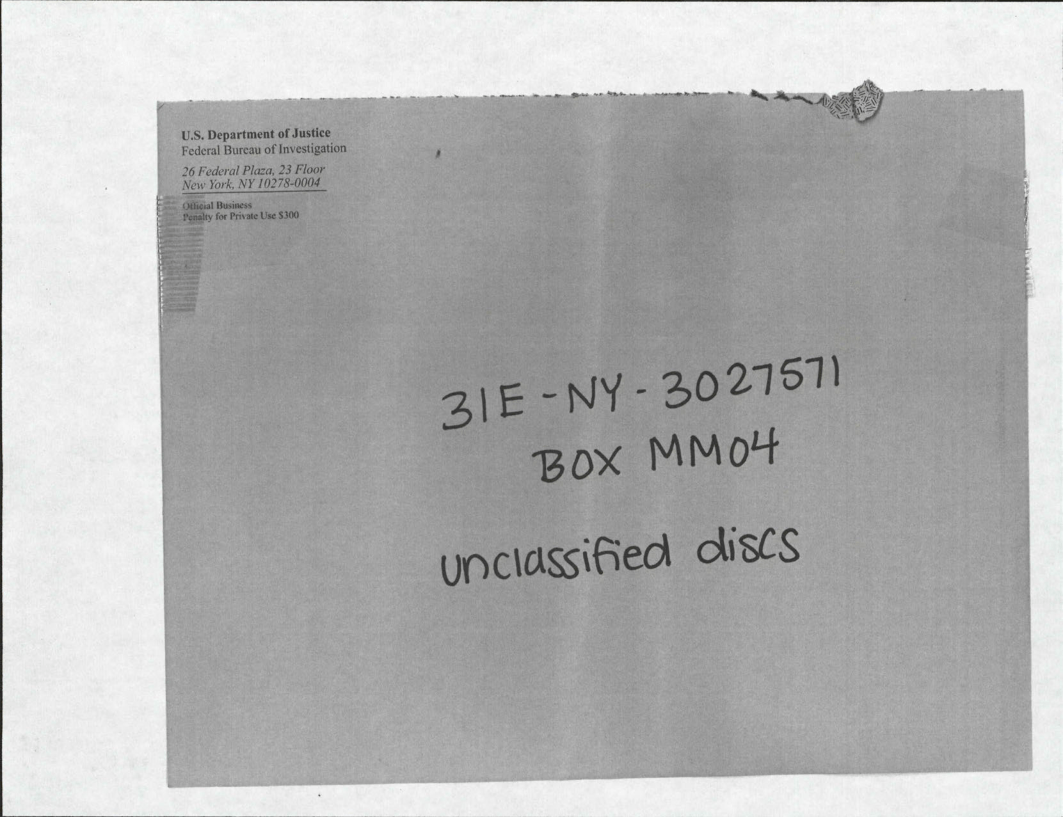 U.S. Department of Justice
Federal Bureau of Investigation
26 Federal Plaza, 23 Floor
New York, NY 10278-0004
Official Business
Penalty for Private Use $300
31E-NY-3027571
BOX MM04
unclassified discs